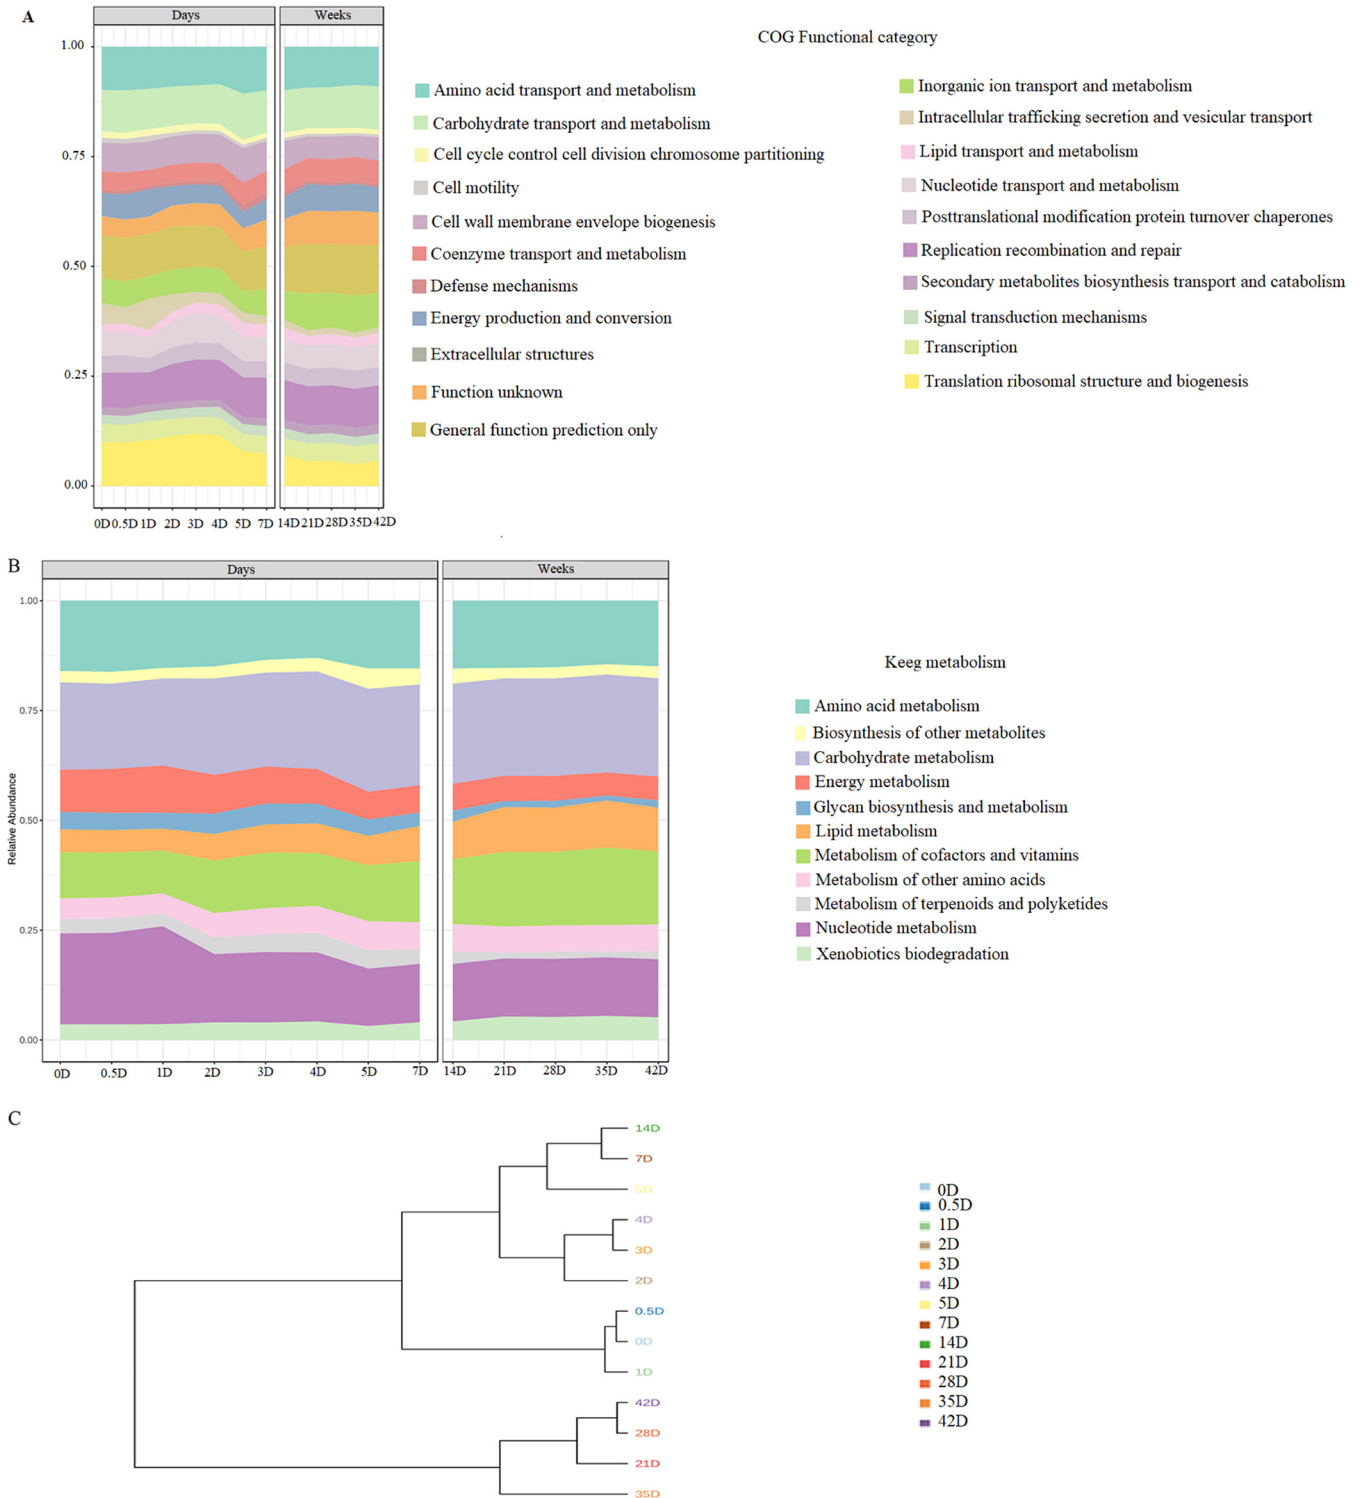 A
Days
Weeks
COG Functional category
1.00
0.75
0.50
0.25
0.00
0D 0.5D 1D 2D 3D 4D 5D 7D 14D 21D 28D 35D 42D
Amino acid transport and metabolism
Carbohydrate transport and metabolism
Cell cycle control cell division chromosome partitioning
Cell motility
Cell wall membrane envelope biogenesis
Coenzyme transport and metabolism
Defense mechanisms
Energy production and conversion
Extracellular structures
Function unknown
General function prediction only
Inorganic ion transport and metabolism
Intracellular trafficking secretion and vesicular transport
Lipid transport and metabolism
Nucleotide transport and metabolism
Posttranslational modification protein turnover chaperones
Replication recombination and repair
Secondary metabolites biosynthesis transport and catabolism
Signal transduction mechanisms
Transcription
Translation ribosomal structure and biogenesis
B
Days
Weeks
Relative Abundance
1.00
0.75
0.50
0.25
0.00
0D 0.5D 1D 2D 3D 4D 5D 7D 14D 21D 28D 35D 42D
Keeg metabolism
Amino acid metabolism
Biosynthesis of other metabolites
Carbohydrate metabolism
Energy metabolism
Glycan biosynthesis and metabolism
Lipid metabolism
Metabolism of cofactors and vitamins
Metabolism of other amino acids
Metabolism of terpenoids and polyketides
Nucleotide metabolism
Xenobiotics biodegradation
C
14D
7D
5D
4D
3D
2D
0.5D
0D
1D
42D
28D
21D
35D
0D
0.5D
1D
2D
3D
4D
5D
7D
14D
21D
28D
35D
42D